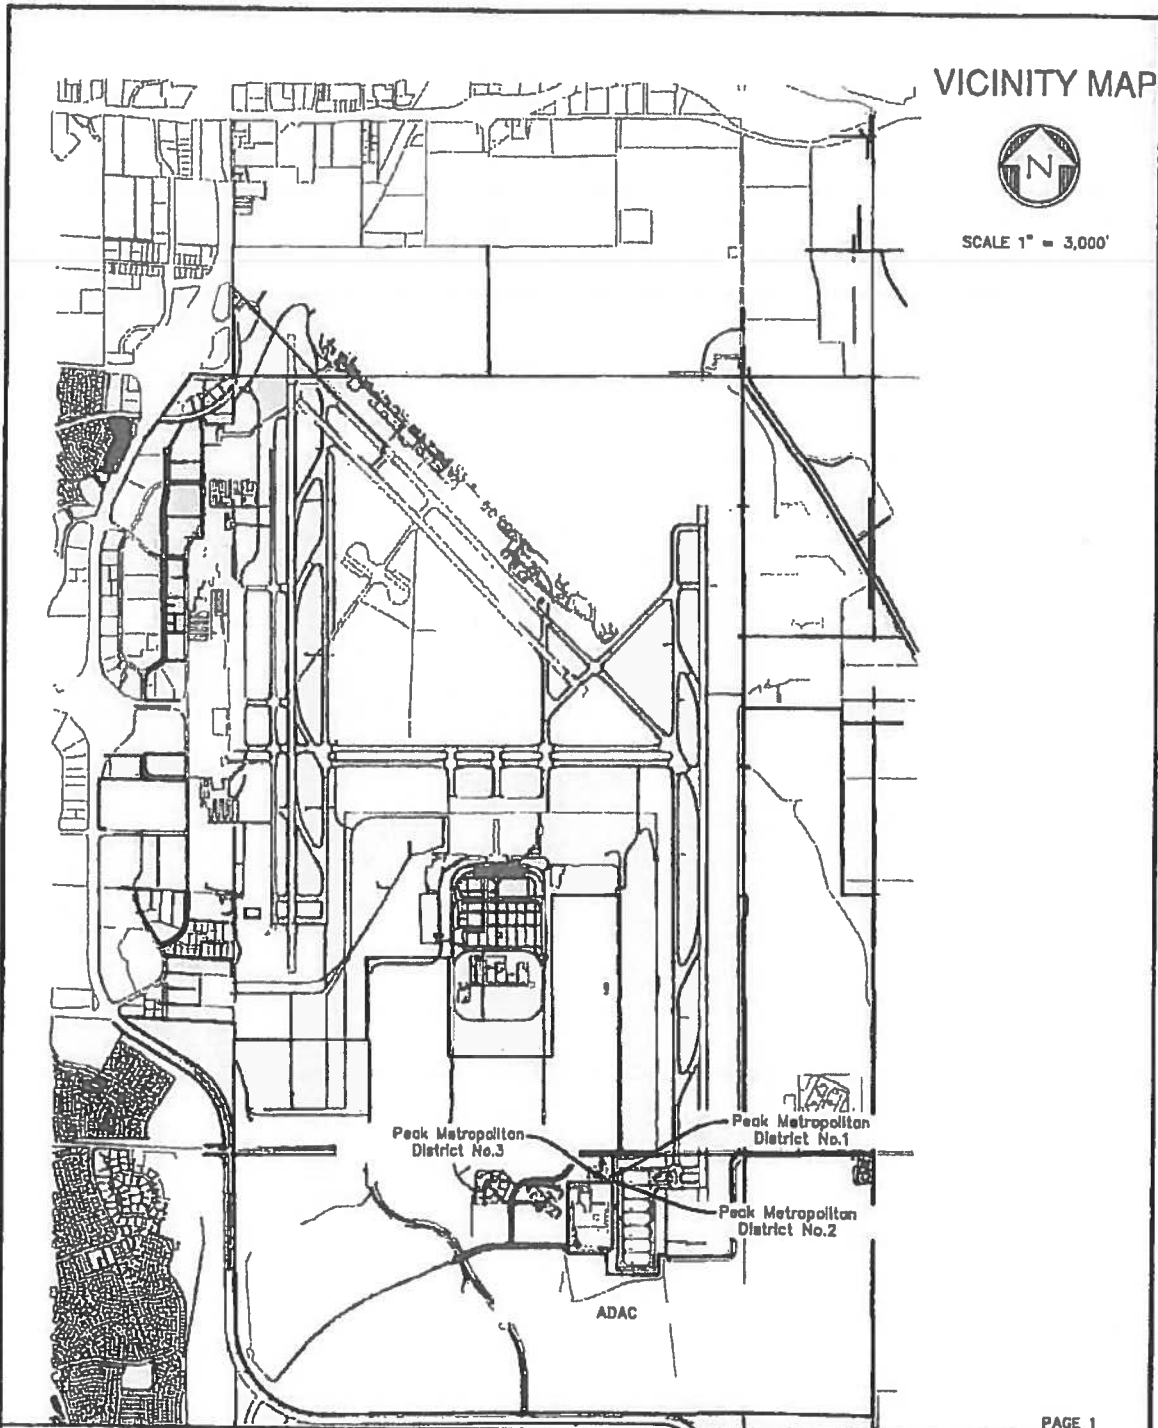 VICINITY MAP
N
SCALE 1" = 3,000'
Peak Metropolitan
District No.1
Peak Metropolitan
District No.3
Peak Metropolitan
District No.2
ADAC
PAGE 1